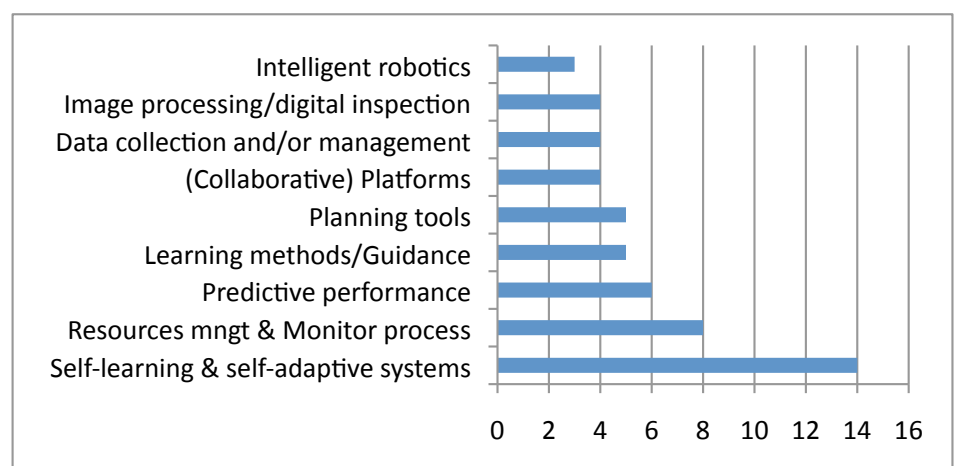 Intelligent robotics
Image processing/digital inspection
Data collection and/or management
(Collaborative) Platforms
Planning tools
Learning methods/Guidance
Predictive performance
Resources mngt & Monitor process
Self-learning & self-adaptive systems
0 2 4 6 8 10 12 14 16